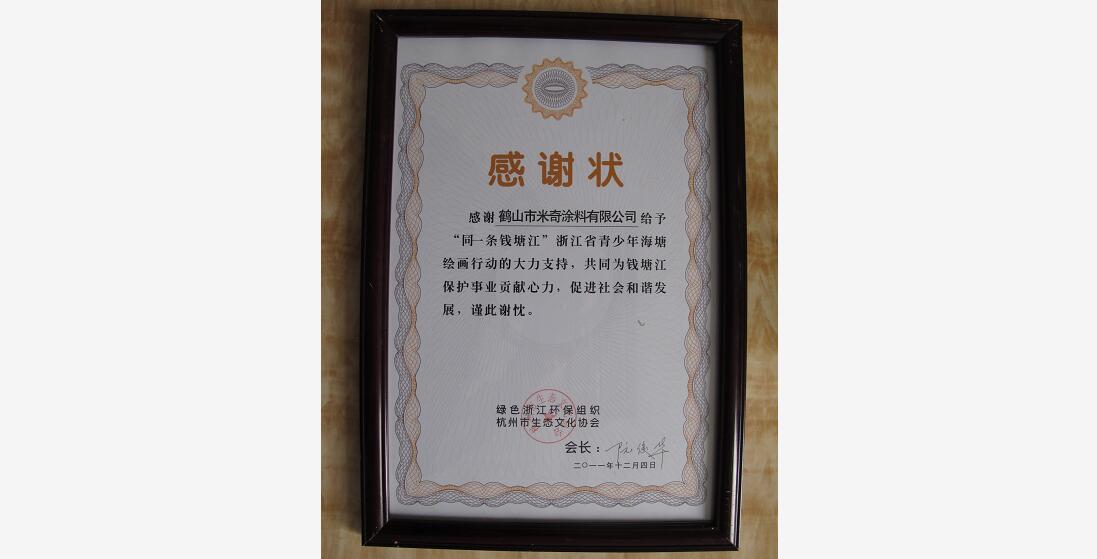 感谢状
感谢鹤山市米奇涂料有限公司给予
“同一条钱塘江”浙江省青少年海塘
绘画行动的大力支持，共同为钱塘江
保护事业贡献心力，促进社会和谐发
展，谨此谢忱。
绿色浙江环保组织
杭州市生态文化协会
会长：
二〇一一年十二月四日